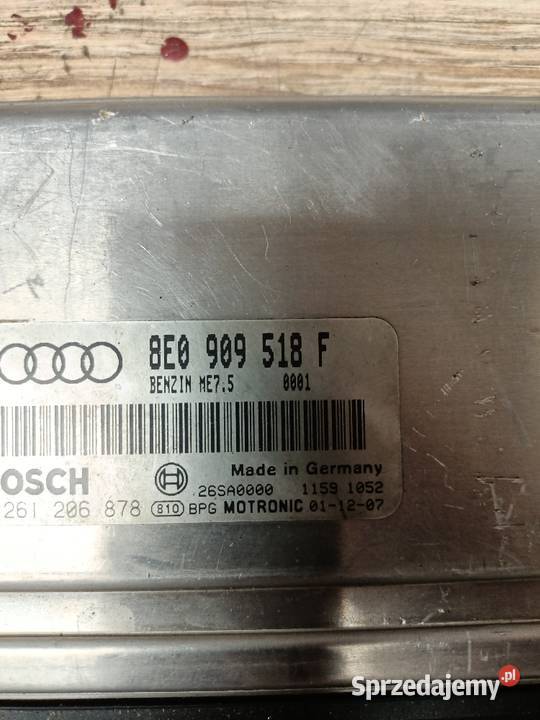 8E0 909 518 F
BENZIN ME7.5 0001
OSCH
Made in Germany
26SA0000 1159 1052
261 206 878 810 BPG MOTRONIC 01-12-07
Sprzedajemy.pl